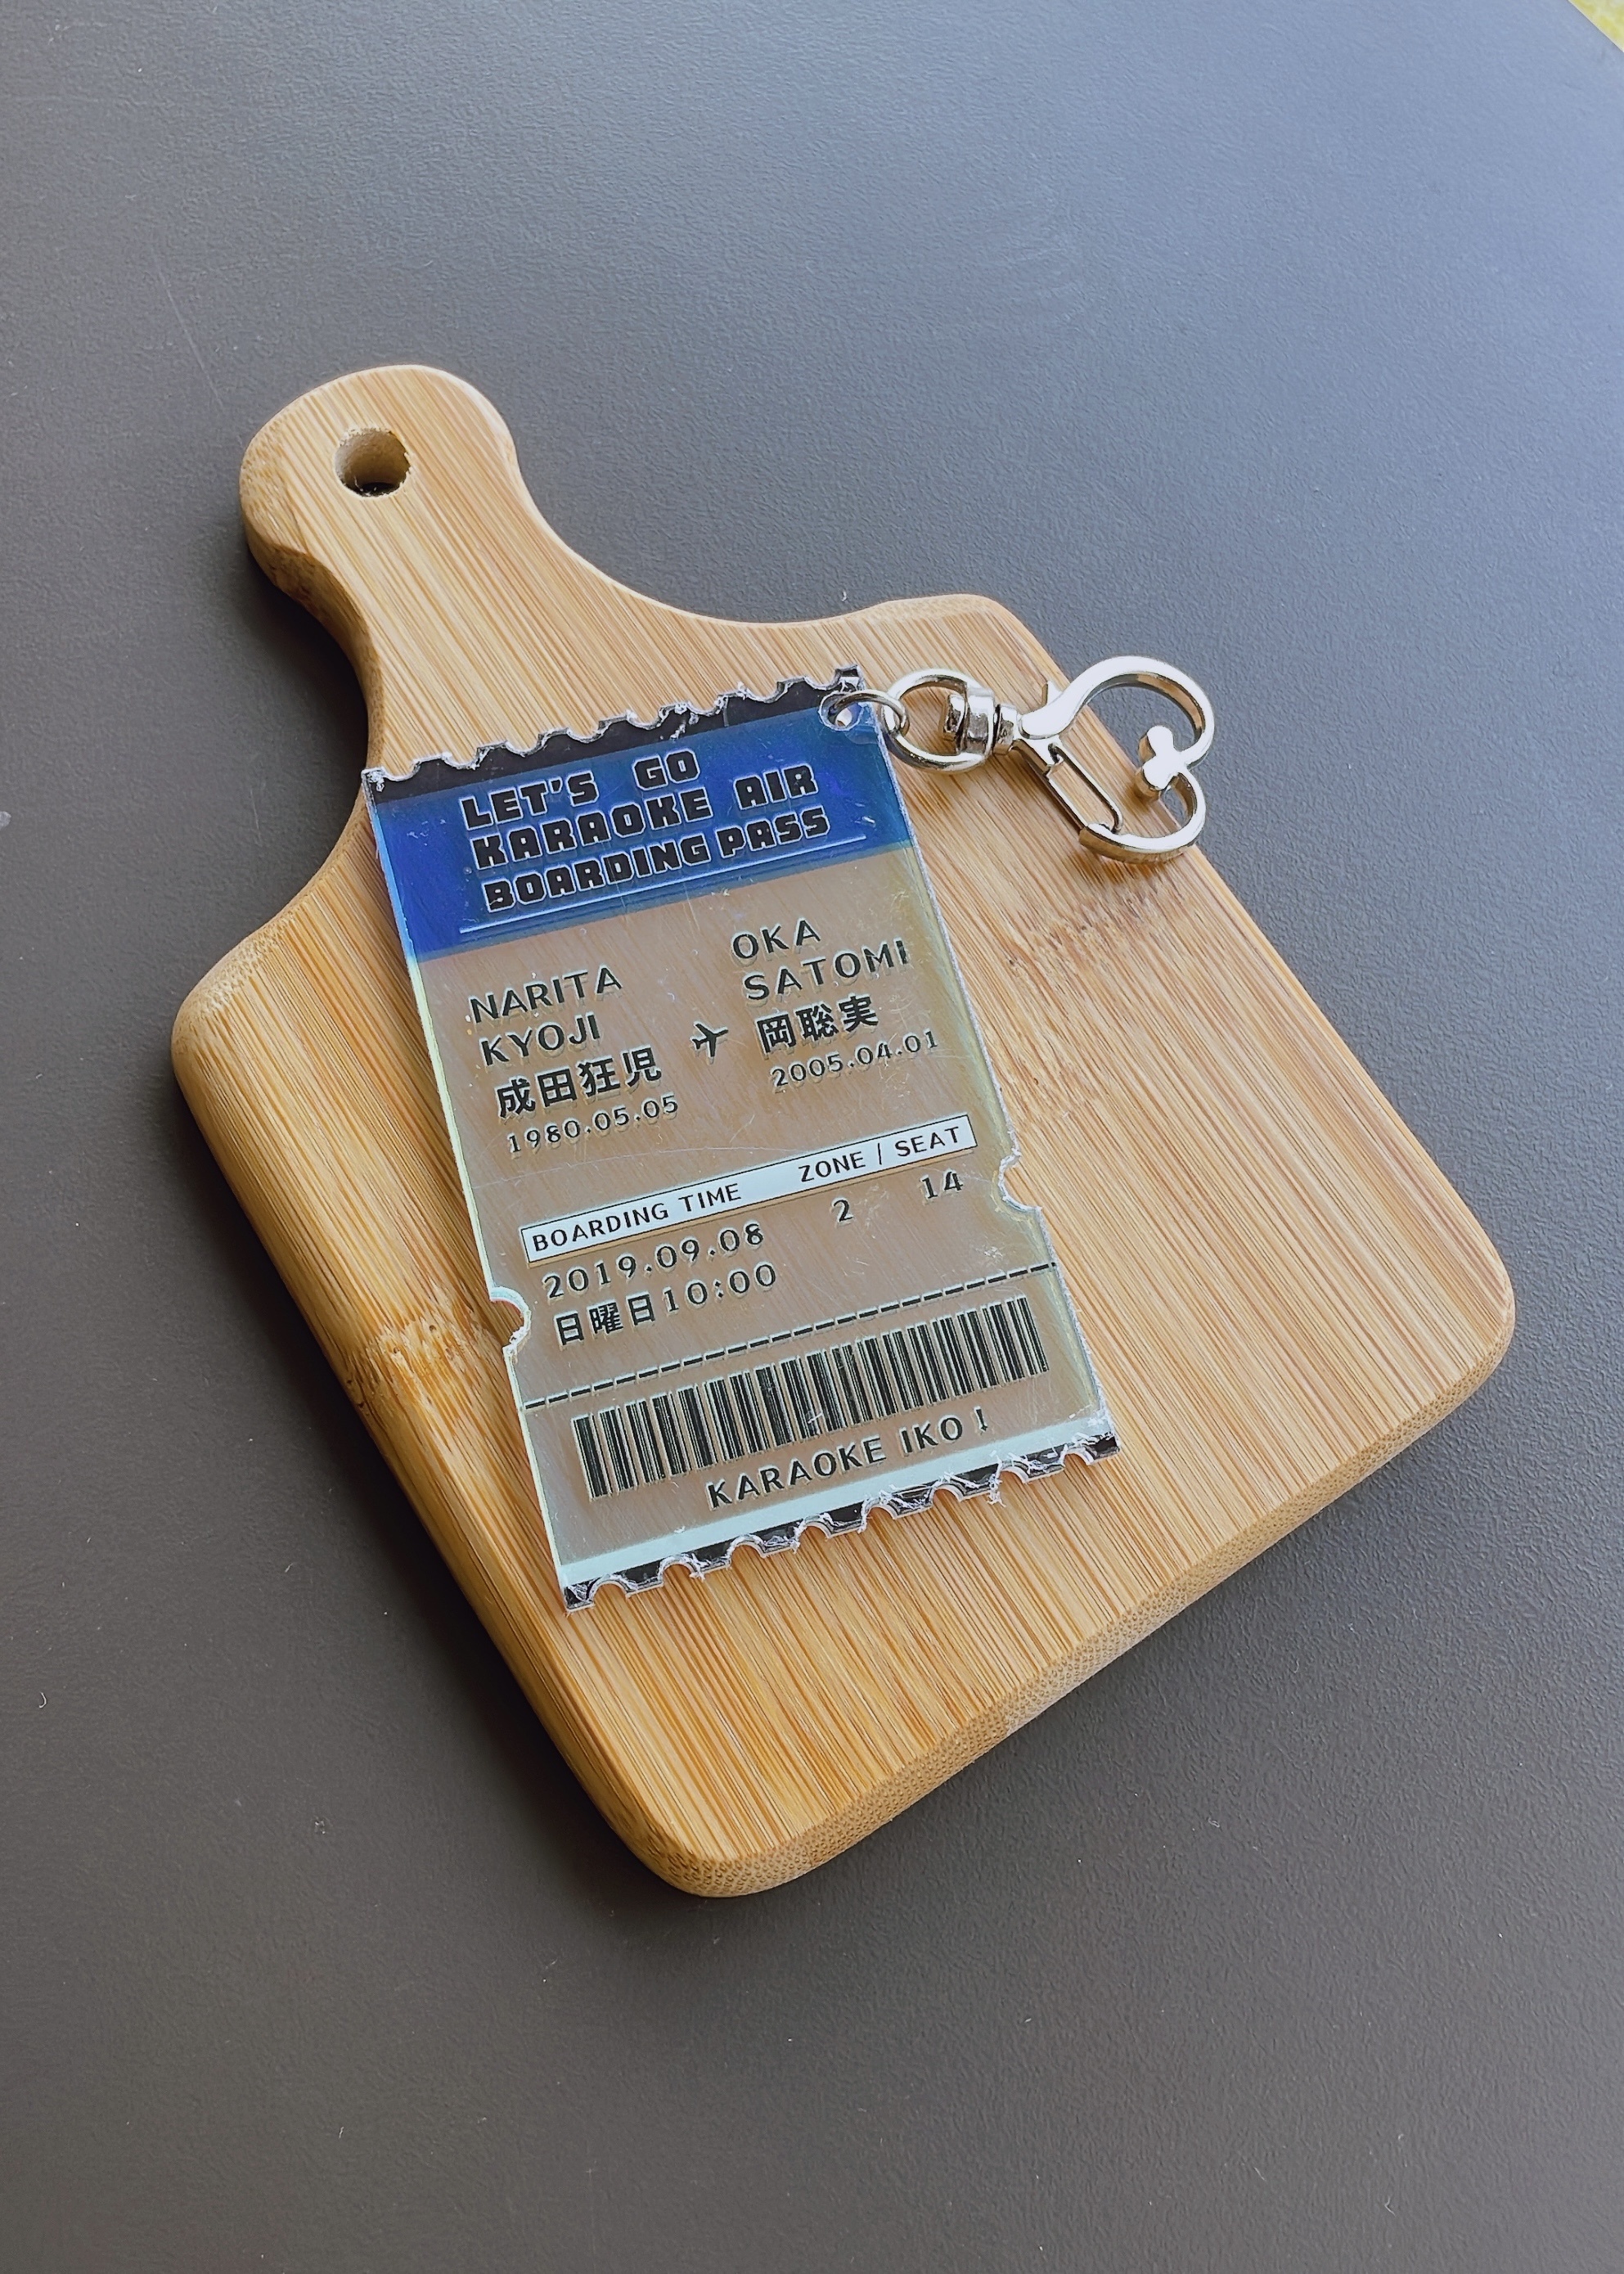 LET'S GO
KARAOKE AIR
BOARDING PASS
NARITA
KYOJI
成田狂児
1980.05.05
✈
OKA
SATOMI
岡聡実
2005.04.01
BOARDING TIME ZONE / SEAT
2019.09.08 2 14
日曜日10:00
KARAOKE IKO!